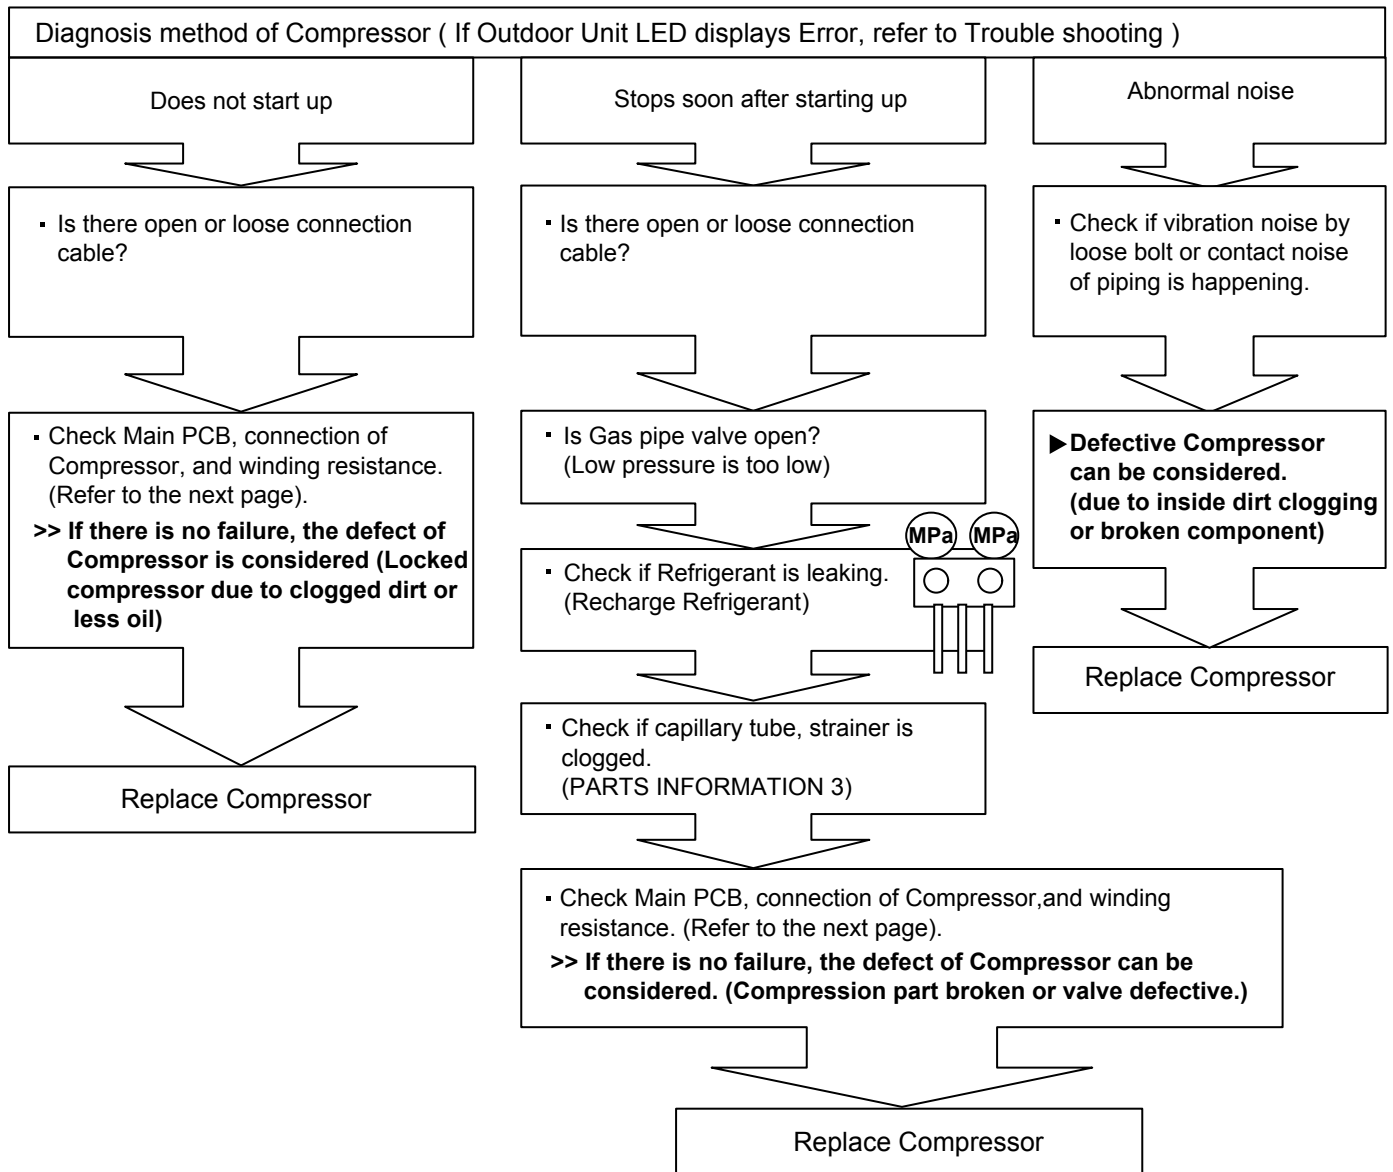 Diagnosis method of Compressor ( If Outdoor Unit LED displays Error, refer to Trouble shooting )
Does not start up
▪ Is there open or loose connection
cable?
▪ Check Main PCB, connection of
Compressor, and winding resistance.
(Refer to the next page).
>> If there is no failure, the defect of
Compressor is considered (Locked
compressor due to clogged dirt or
less oil)
Replace Compressor
Stops soon after starting up
▪ Is there open or loose connection
cable?
▪ Is Gas pipe valve open?
(Low pressure is too low)
▪ Check if Refrigerant is leaking.
(Recharge Refrigerant)
MPa MPa
▪ Check if capillary tube, strainer is
clogged.
(PARTS INFORMATION 3)
▪ Check Main PCB, connection of Compressor,and winding
resistance. (Refer to the next page).
>> If there is no failure, the defect of Compressor can be
considered. (Compression part broken or valve defective.)
Replace Compressor
Abnormal noise
▪ Check if vibration noise by
loose bolt or contact noise
of piping is happening.
▶Defective Compressor
can be considered.
(due to inside dirt clogging
or broken component)
Replace Compressor